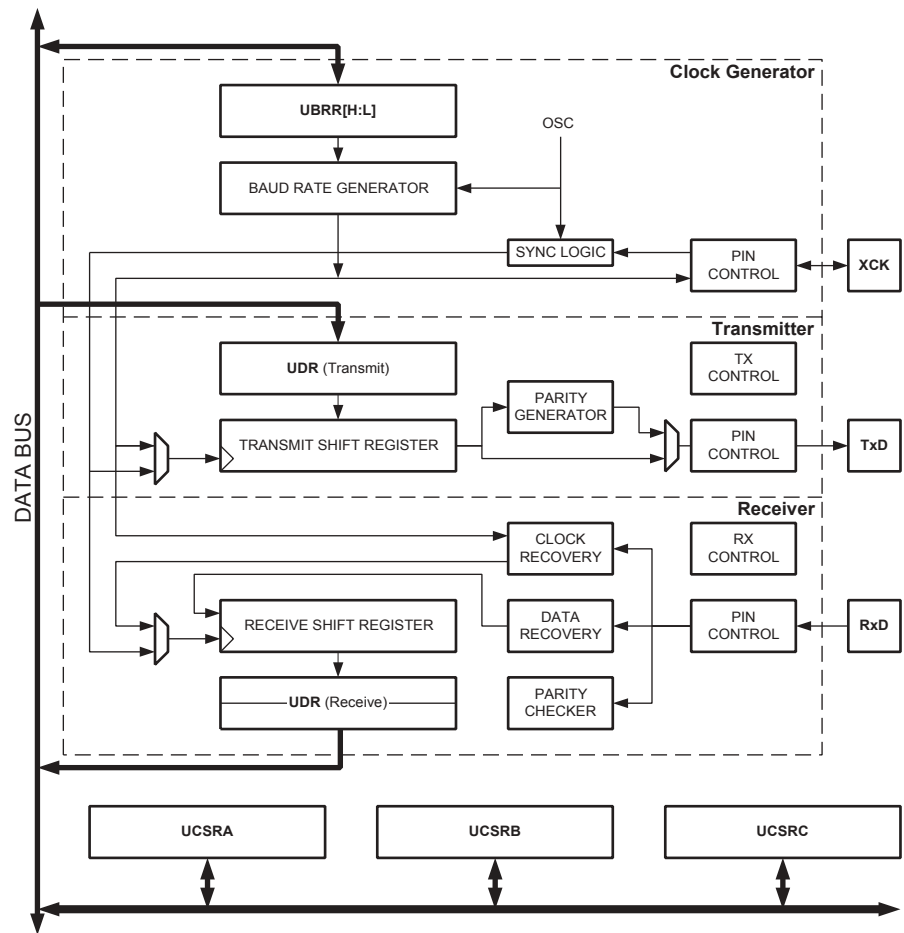 Clock Generator
UBRR[H:L]
OSC
BAUD RATE GENERATOR
SYNC LOGIC
PIN
CONTROL
XCK
Transmitter
UDR (Transmit)
TX
CONTROL
PARITY
GENERATOR
TRANSMIT SHIFT REGISTER
PIN
CONTROL
TxD
DATA BUS
Receiver
CLOCK
RECOVERY
RX
CONTROL
RECEIVE SHIFT REGISTER
DATA
RECOVERY
PIN
CONTROL
RxD
UDR (Receive)
PARITY
CHECKER
UCSRA
UCSRB
UCSRC